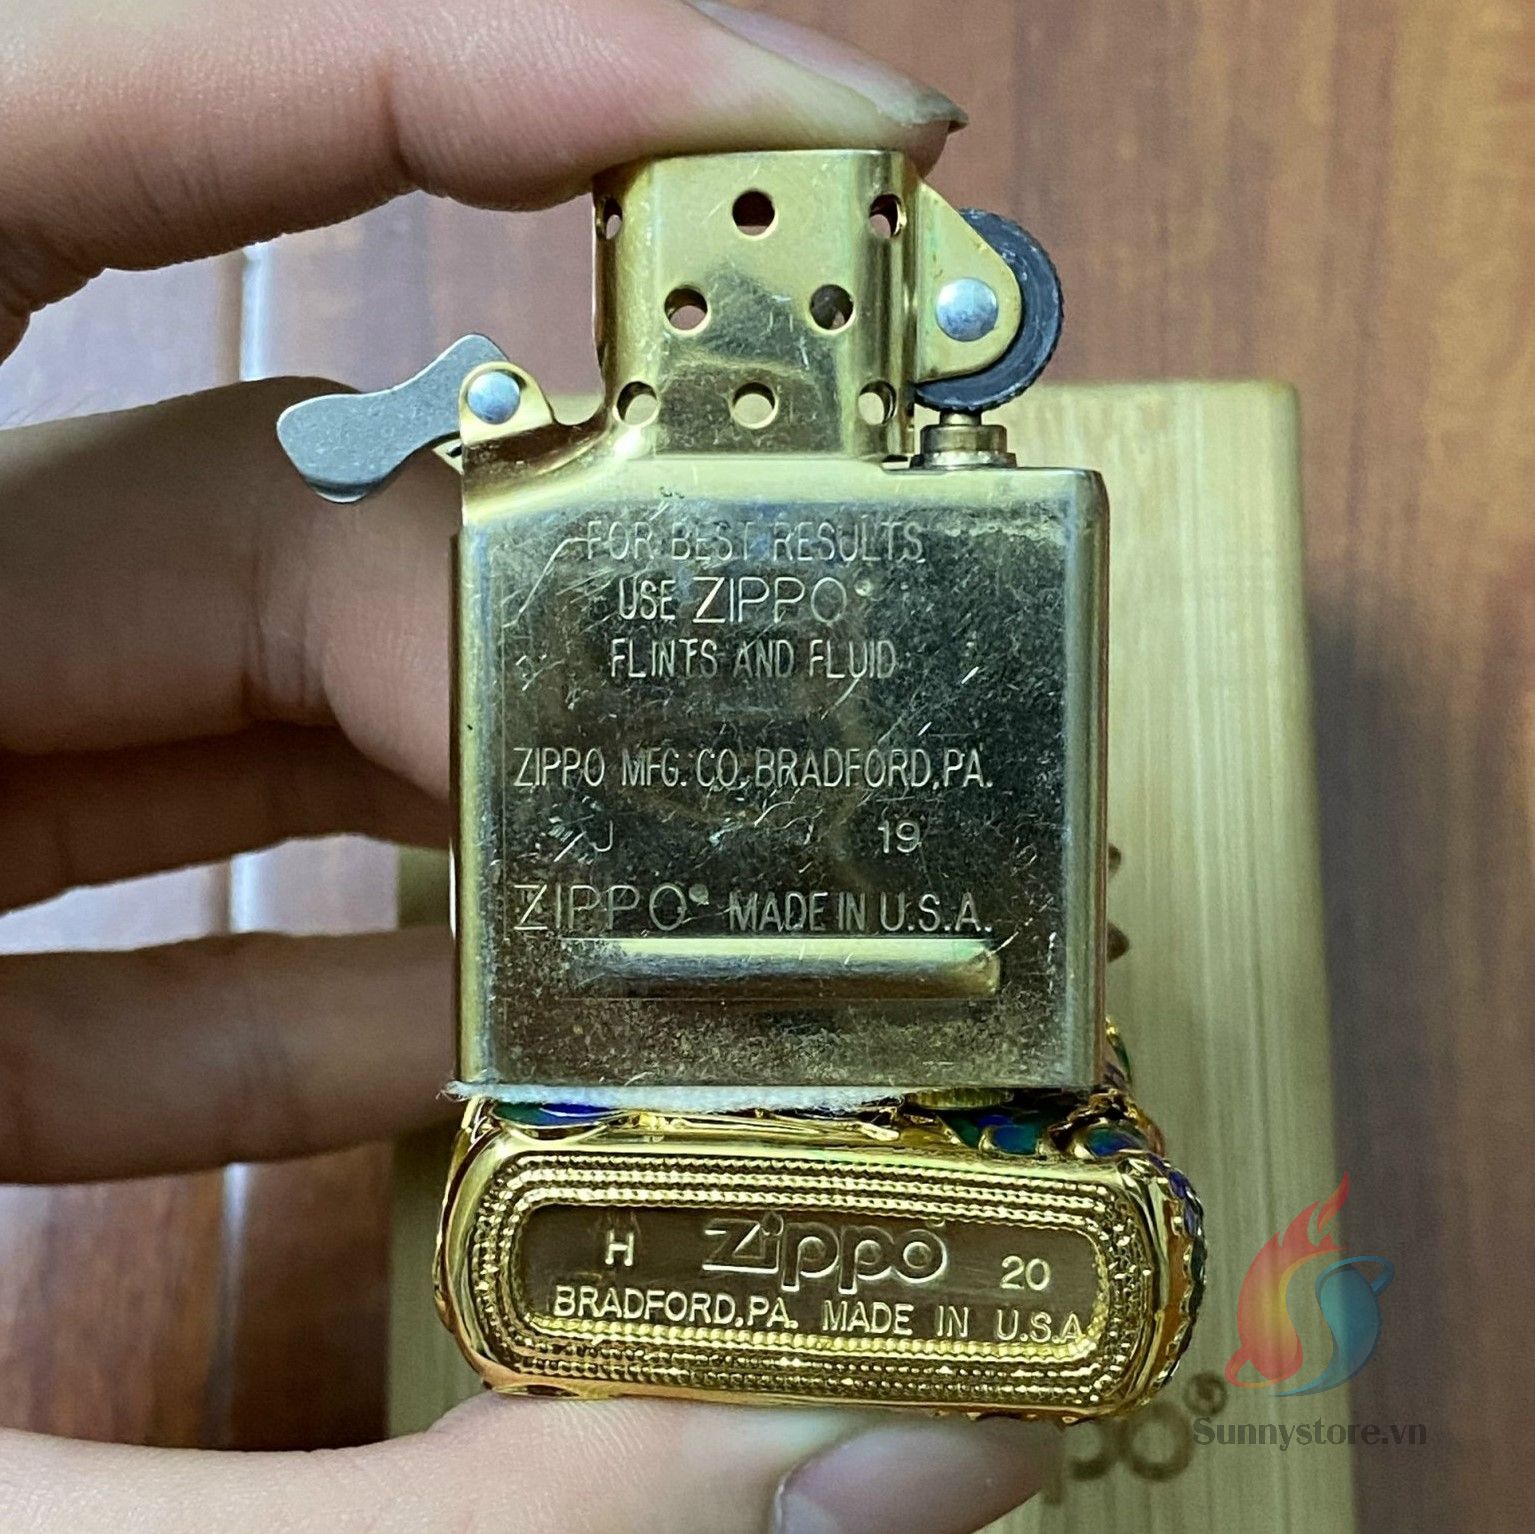 FOR BEST RESULTS
USE ZIPPO®
FLINTS AND FLUID
ZIPPO MFG. CO. BRADFORD, PA.
J 19
ZIPPO® MADE IN U.S.A.
H Zippo 20
BRADFORD, PA. MADE IN U.S.A
Sunnystore.vn